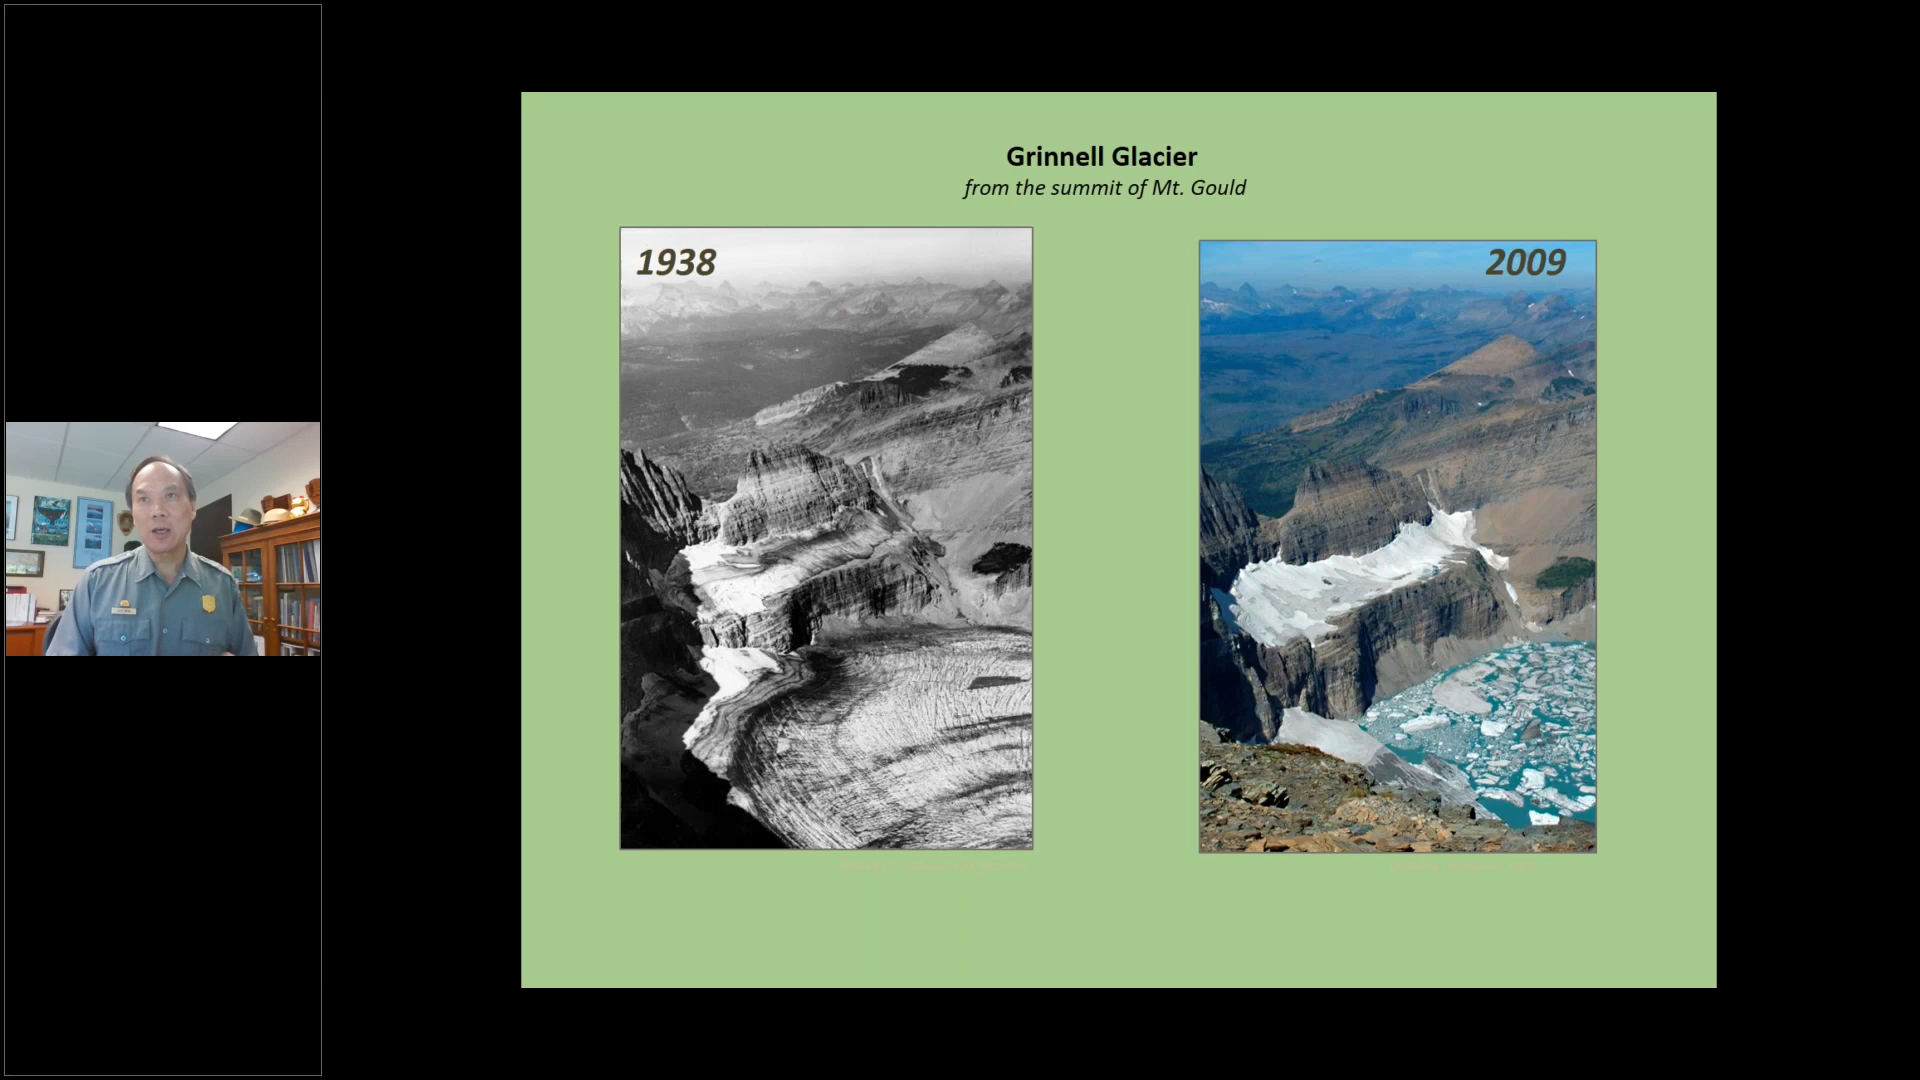 Grinnell Glacier
from the summit of Mt. Gould
1938
2009